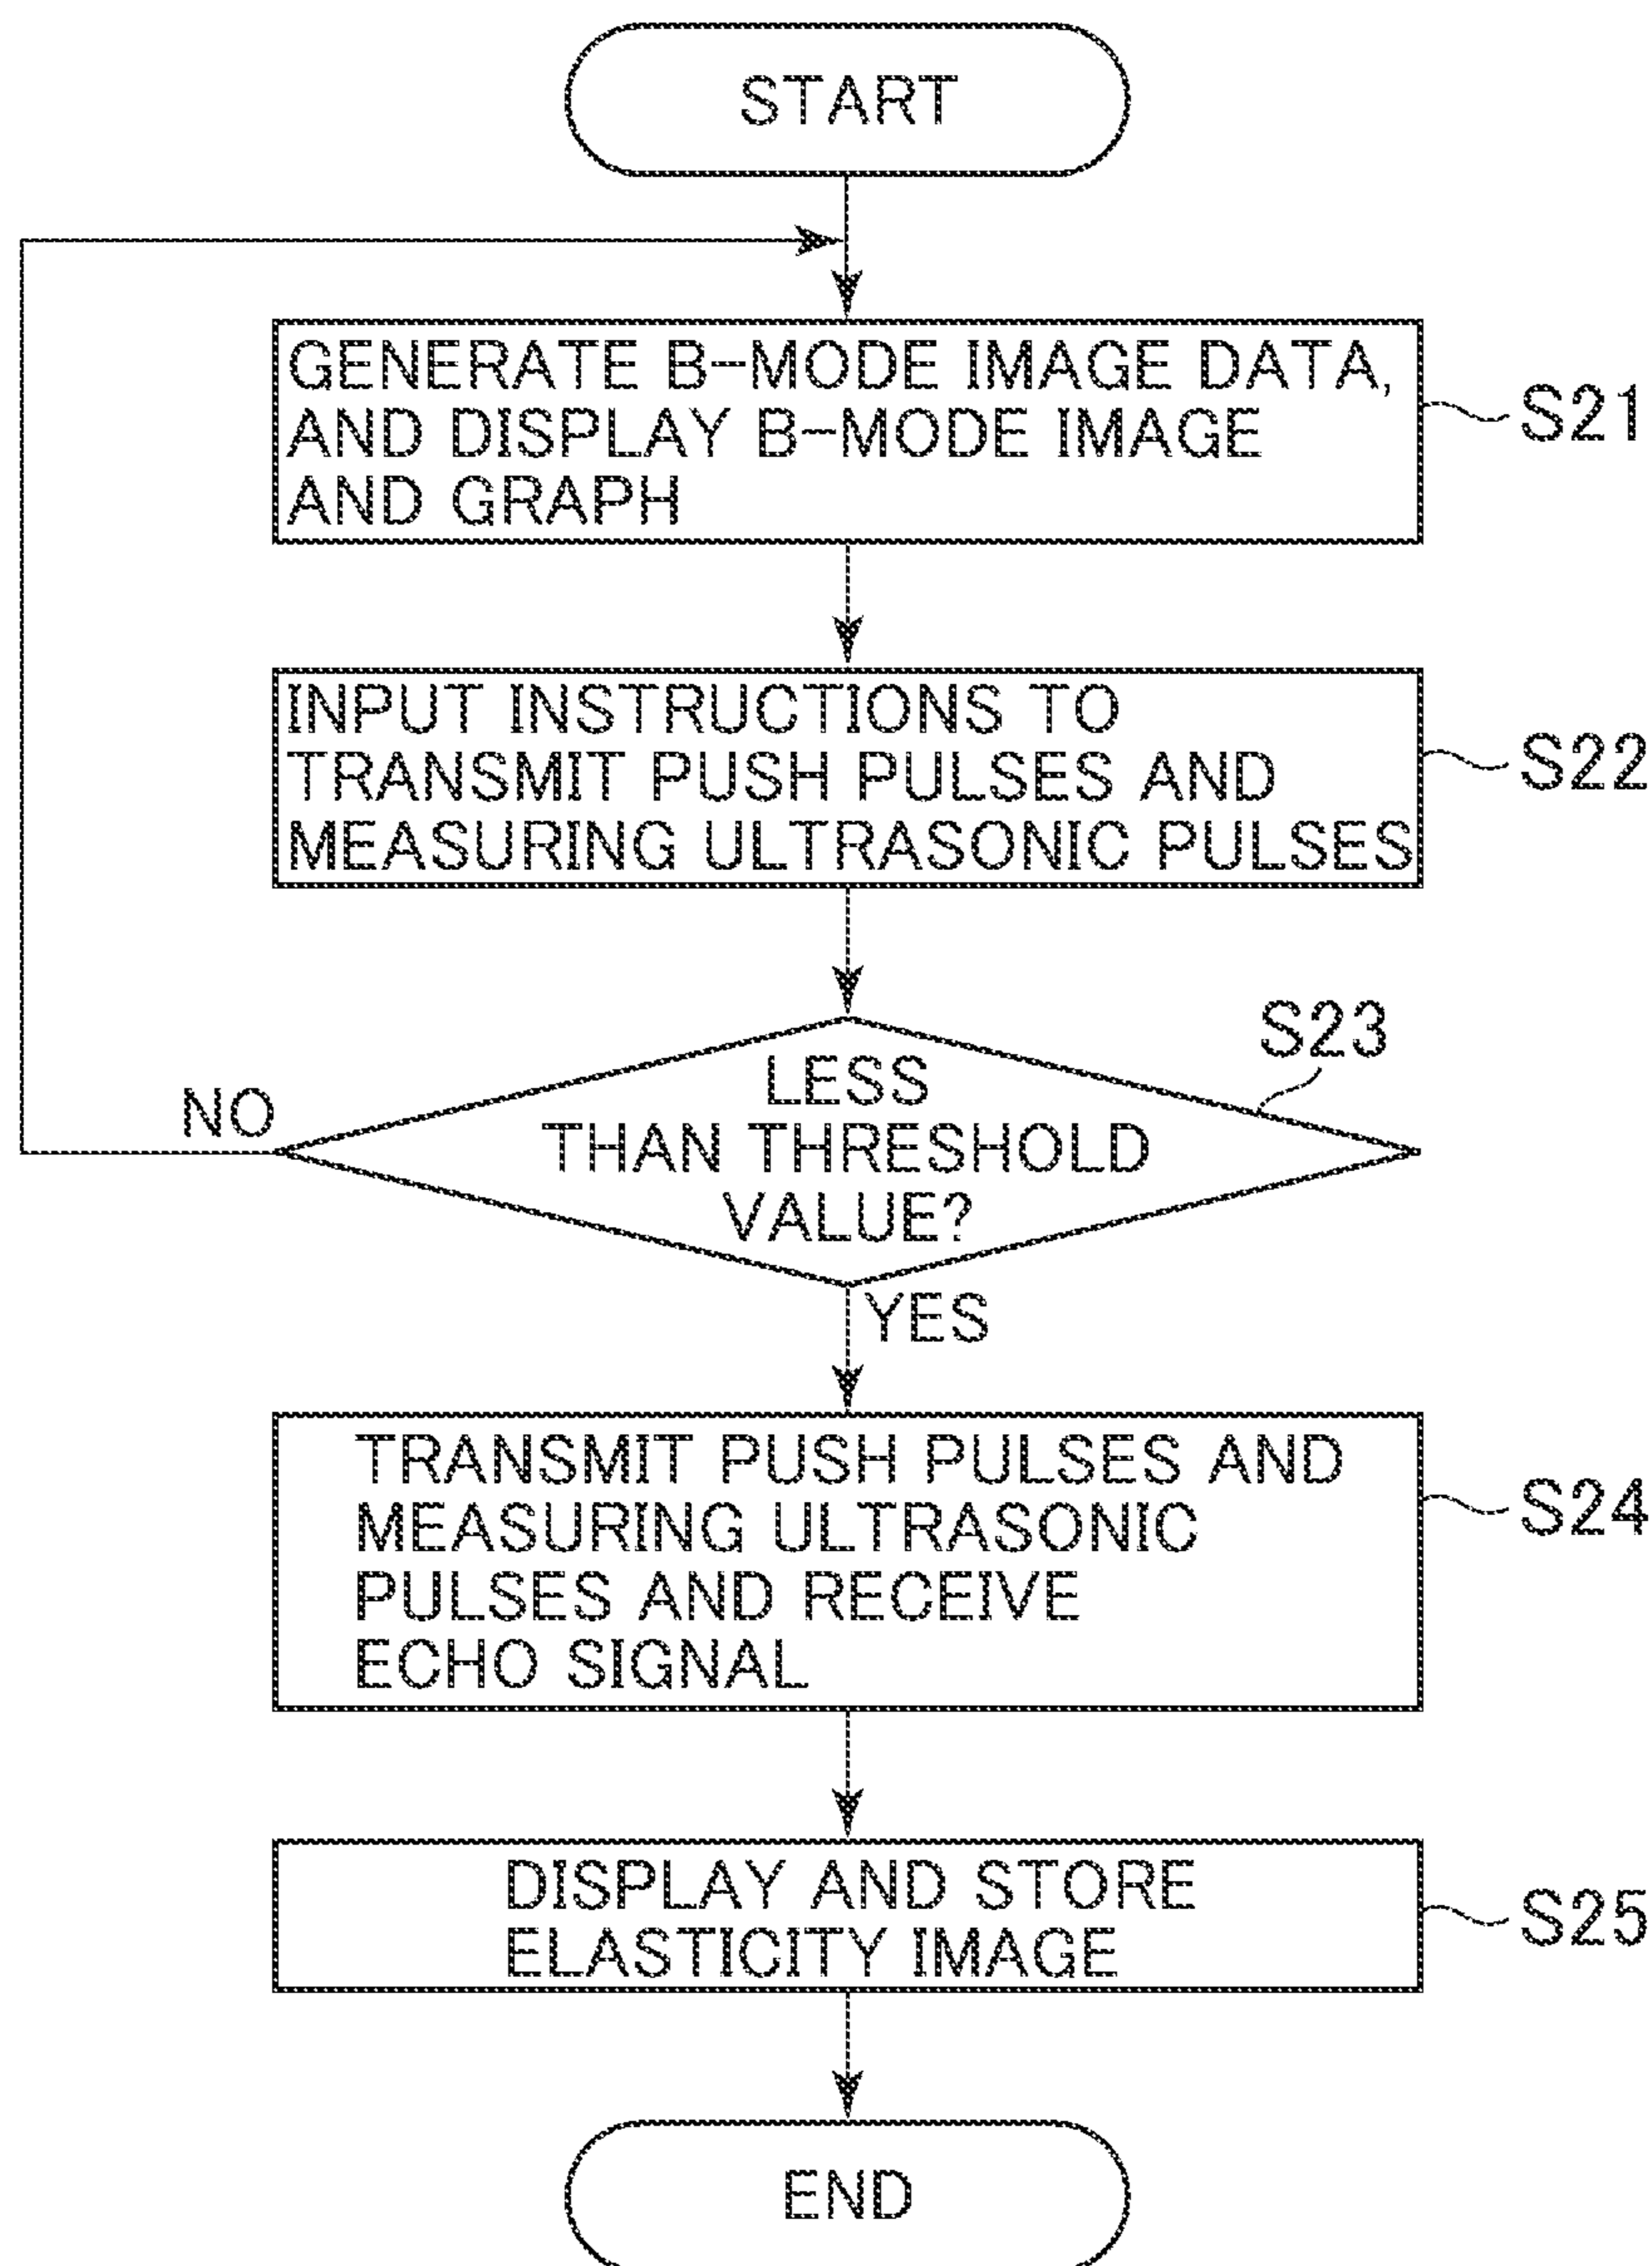 START
GENERATE B-MODE IMAGE DATA,
AND DISPLAY B-MODE IMAGE
AND GRAPH
S21
INPUT INSTRUCTIONS TO
TRANSMIT PUSH PULSES AND
MEASURING ULTRASONIC PULSES
S22
S23
LESS
THAN THRESHOLD
VALUE?
NO
YES
TRANSMIT PUSH PULSES AND
MEASURING ULTRASONIC
PULSES AND RECEIVE
ECHO SIGNAL
S24
DISPLAY AND STORE
ELASTICITY IMAGE
S25
END